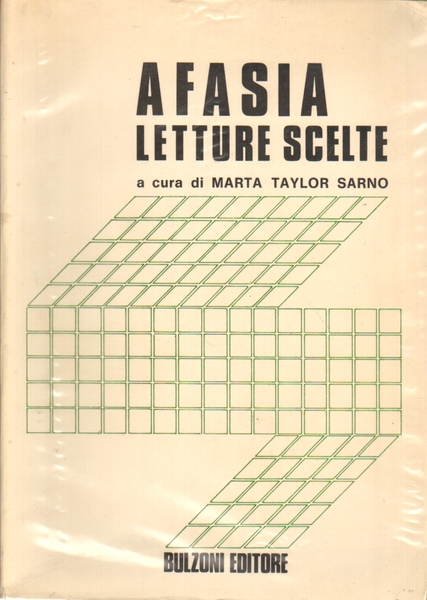 AFASIA
LETTURE SCELTE
a cura di MARTA TAYLOR SARNO
BULZONI EDITORE